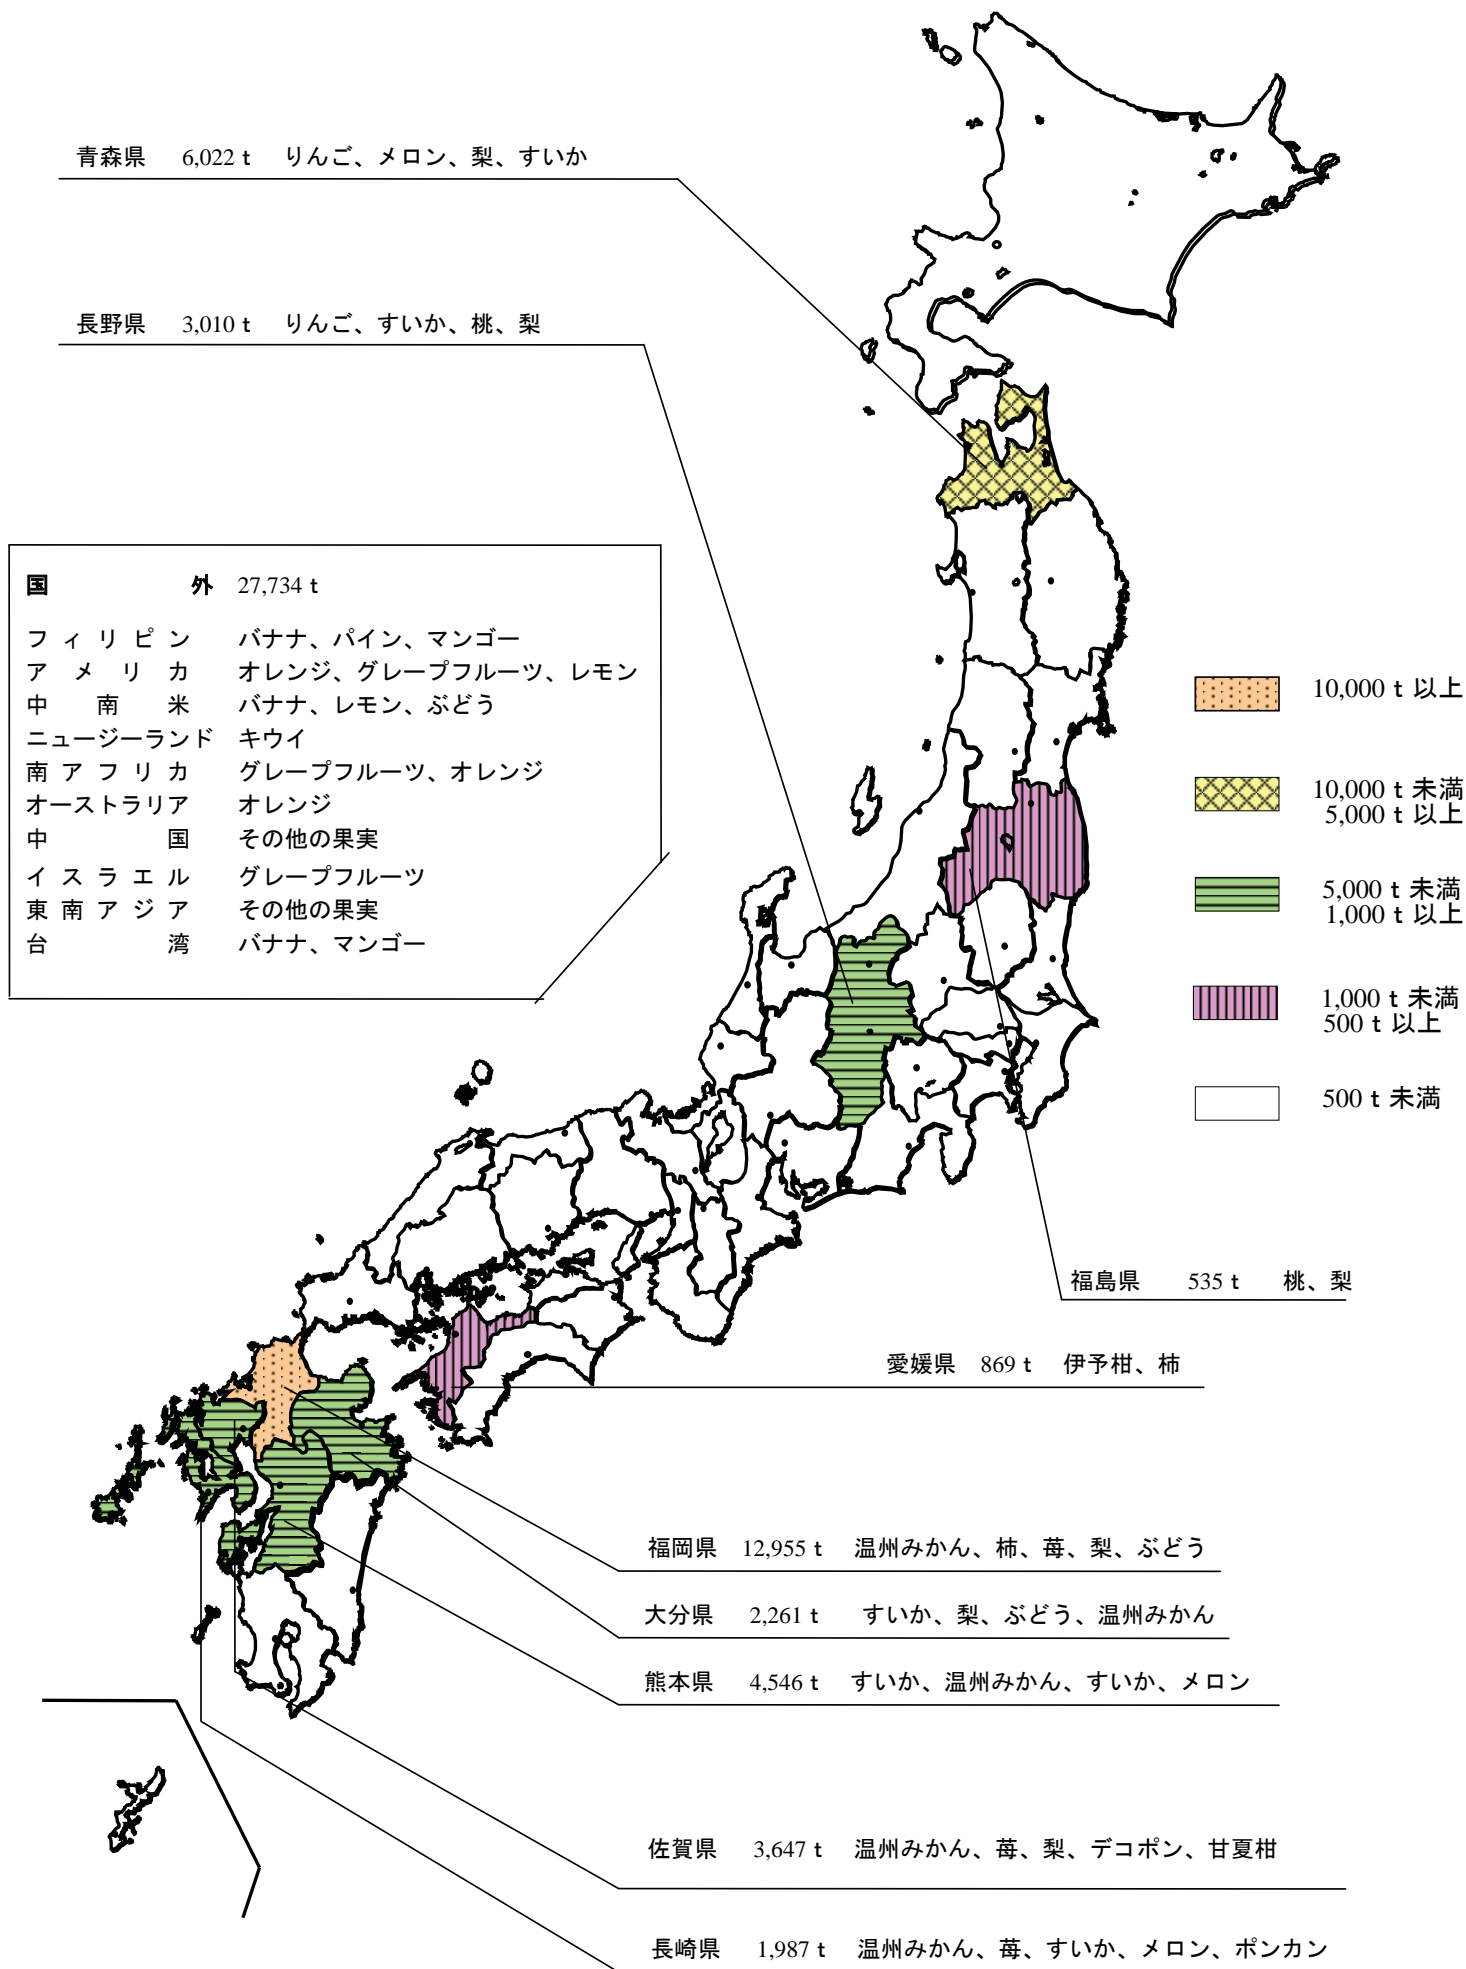 青森県 6,022 t りんご、メロン、梨、すいか
長野県 3,010 t りんご、すいか、桃、梨
国 外 27,734 t
フィリピン バナナ、パイン、マンゴー
アメリカ オレンジ、グレープフルーツ、レモン
中南米 バナナ、レモン、ぶどう
ニュージーランド キウイ
南アフリカ グレープフルーツ、オレンジ
オーストラリア オレンジ
中国 その他の果実
イスラエル グレープフルーツ
東南アジア その他の果実
台湾 バナナ、マンゴー
10,000 t 以上
10,000 t 未満
5,000 t 以上
5,000 t 未満
1,000 t 以上
1,000 t 未満
500 t 以上
500 t 未満
福島県 535 t 桃、梨
愛媛県 869 t 伊予柑、柿
福岡県 12,955 t 温州みかん、柿、苺、梨、ぶどう
大分県 2,261 t すいか、梨、ぶどう、温州みかん
熊本県 4,546 t すいか、温州みかん、すいか、メロン
佐賀県 3,647 t 温州みかん、苺、梨、デコポン、甘夏柑
長崎県 1,987 t 温州みかん、苺、すいか、メロン、ポンカン